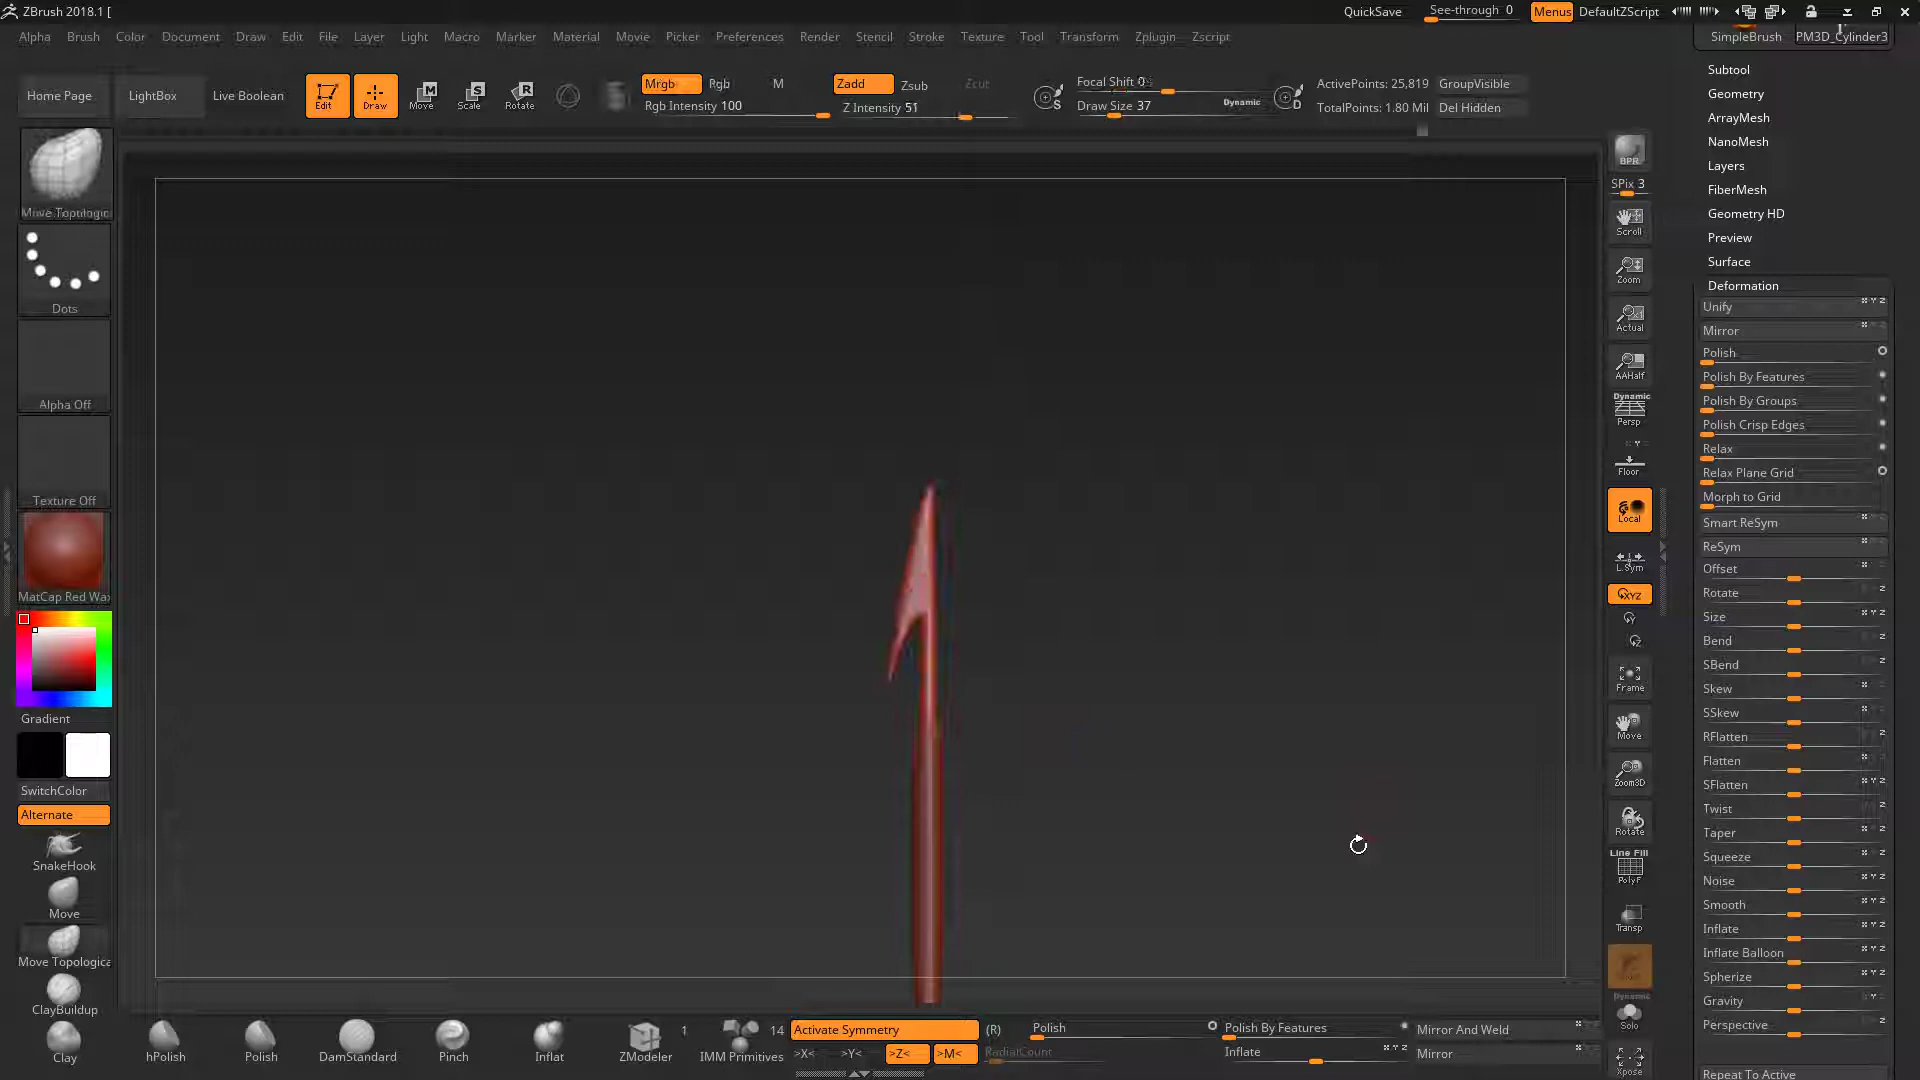 ZBrush 2018.1 [
QuickSave
See-through 0
Menus
DefaultZScript
Alpha Brush Color Document Draw Edit File Layer Light Macro Marker Material Movie Picker Preferences Render Stencil Stroke Texture Tool Transform Zplugin Zscript
SimpleBrush PM3D_Cylinder3
Home Page
LightBox
Live Boolean
Edit
Draw
Move
Scale
Rotate
Mrgb Rgb M
Rgb Intensity 100
Zadd Zsub Zcut
Z Intensity 51
S
Focal Shift 0
Draw Size 37
Dynamic
D
ActivePoints: 25,819
TotalPoints: 1.80 Mil
GroupVisible
Del Hidden
Move Topologic
Dots
Alpha Off
Texture Off
MatCap Red Wax
Gradient
SwitchColor
Alternate
SnakeHook
Move
Move Topologica
ClayBuildup
Clay
BPR
SPix 3
Scroll
Zoom
Actual
AAHalf
Dynamic
Persp
Floor
Local
L.Sym
XYZ
Y
Z
Frame
Move
Zoom3D
Rotate
Line Fill
PolyF
Transp
Dynamic
Solo
Xpose
Subtool
Geometry
ArrayMesh
NanoMesh
Layers
FiberMesh
Geometry HD
Preview
Surface
Deformation
Unify
Mirror
Polish
Polish By Features
Polish By Groups
Polish Crisp Edges
Relax
Relax Plane Grid
Morph to Grid
Smart ReSym
ReSym
Offset
Rotate
Size
Bend
SBend
Skew
SSkew
RFlatten
Flatten
SFlatten
Twist
Taper
Squeeze
Noise
Smooth
Inflate
Inflate Balloon
Spherize
Gravity
Perspective
Repeat To Active
hPolish
Polish
DamStandard
Pinch
Inflat
ZModeler
1
IMM Primitives
14
Activate Symmetry
(R)
>X< >Y< >Z< >M<
RadialCount
Polish
Polish By Features
Inflate
Mirror And Weld
Mirror